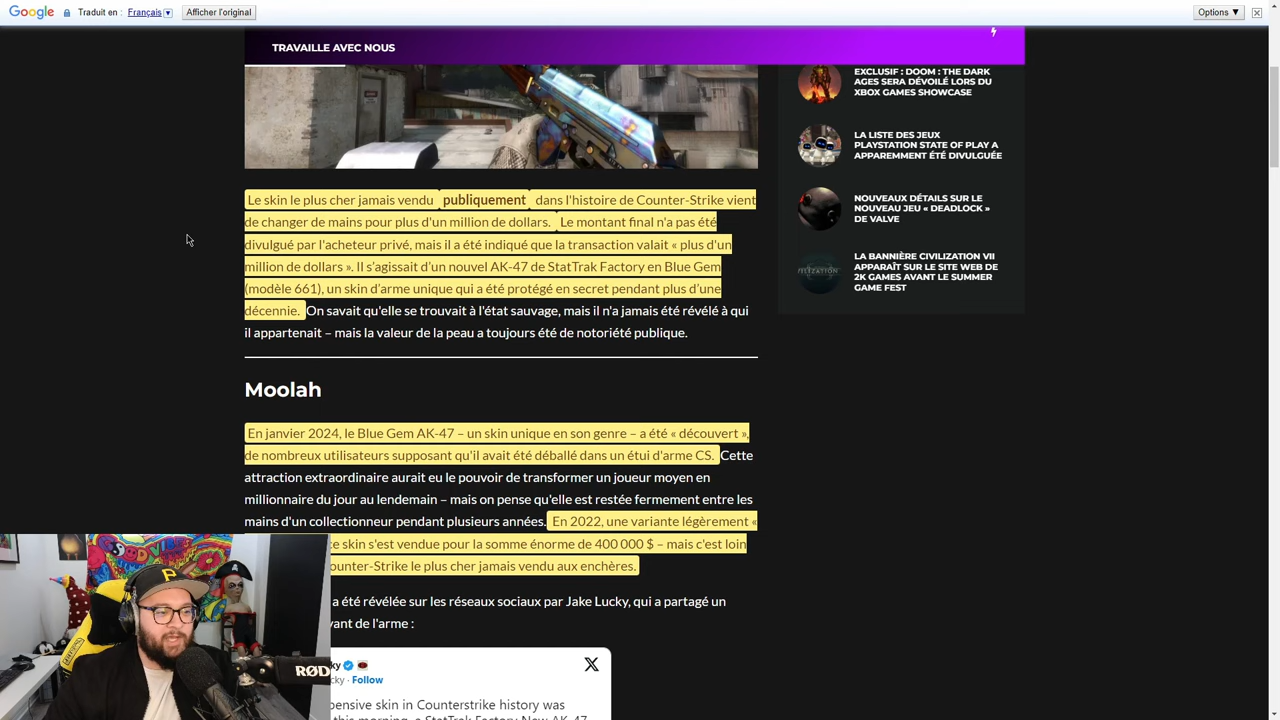 Google Traduit en : Français ▼ Afficher l'original Options ▼
TRAVAILLE AVEC NOUS
EXCLUSIF : DOOM : THE DARK
AGES SERA DÉVOILÉ LORS DU
XBOX GAMES SHOWCASE
LA LISTE DES JEUX
PLAYSTATION STATE OF PLAY A
APPAREMMENT ÉTÉ DIVULGUÉE
NOUVEAUX DÉTAILS SUR LE
NOUVEAU JEU « DEADLOCK »
DE VALVE
LA BANNIÈRE CIVILIZATION VII
APPARAÎT SUR LE SITE WEB DE
2K GAMES AVANT LE SUMMER
GAME FEST
Le skin le plus cher jamais vendu publiquement dans l'histoire de Counter-Strike vient
de changer de mains pour plus d'un million de dollars. Le montant final n'a pas été
divulgué par l'acheteur privé, mais il a été indiqué que la transaction valait « plus d'un
million de dollars ». Il s’agissait d’un nouvel AK-47 de StatTrak Factory en Blue Gem
(modèle 661), un skin d’arme unique qui a été protégé en secret pendant plus d’une
décennie. On savait qu'elle se trouvait à l'état sauvage, mais il n'a jamais été révélé à qui
il appartenait – mais la valeur de la peau a toujours été de notoriété publique.
Moolah
En janvier 2024, le Blue Gem AK-47 – un skin unique en son genre – a été « découvert »,
de nombreux utilisateurs supposant qu'il avait été déballé dans un étui d'arme CS. Cette
attraction extraordinaire aurait eu le pouvoir de transformer un joueur moyen en
millionnaire du jour au lendemain – mais on pense qu'elle est restée fermement entre les
mains d'un collectionneur pendant plusieurs années. En 2022, une variante légèrement «
skin s'est vendue pour la somme énorme de 400 000 $ – mais c'est loin
le plus cher jamais vendu aux enchères.
a été révélée sur les réseaux sociaux par Jake Lucky, qui a partagé un
de l'arme :
Follow
skin in Counterstrike history was
this morning, a StatTrak Factory New AK-47
RØD